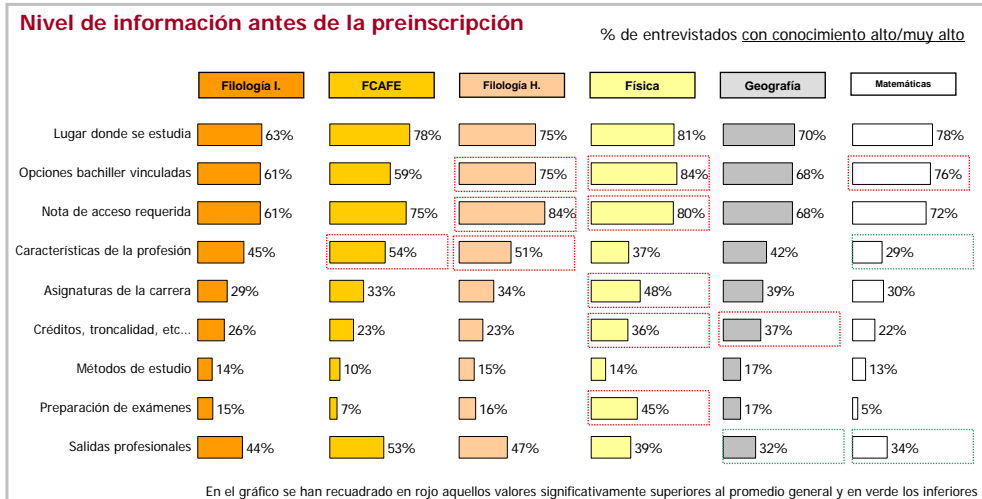 Nivel de información antes de la preinscripción
% de entrevistados con conocimiento alto/muy alto
Filología I. FCAFE Filología H. Física Geografía Matemáticas
Lugar donde se estudia 63% 78% 75% 81% 70% 78%
Opciones bachiller vinculadas 61% 59% 75% 84% 68% 76%
Nota de acceso requerida 61% 75% 84% 80% 68% 72%
Características de la profesión 45% 54% 51% 37% 42% 29%
Asignaturas de la carrera 29% 33% 34% 48% 39% 30%
Créditos, troncalidad, etc... 26% 23% 23% 36% 37% 22%
Métodos de estudio 14% 10% 15% 14% 17% 13%
Preparación de exámenes 15% 7% 16% 45% 17% 5%
Salidas profesionales 44% 53% 47% 39% 32% 34%
En el gráfico se han recuadrado en rojo aquellos valores significativamente superiores al promedio general y en verde los inferiores